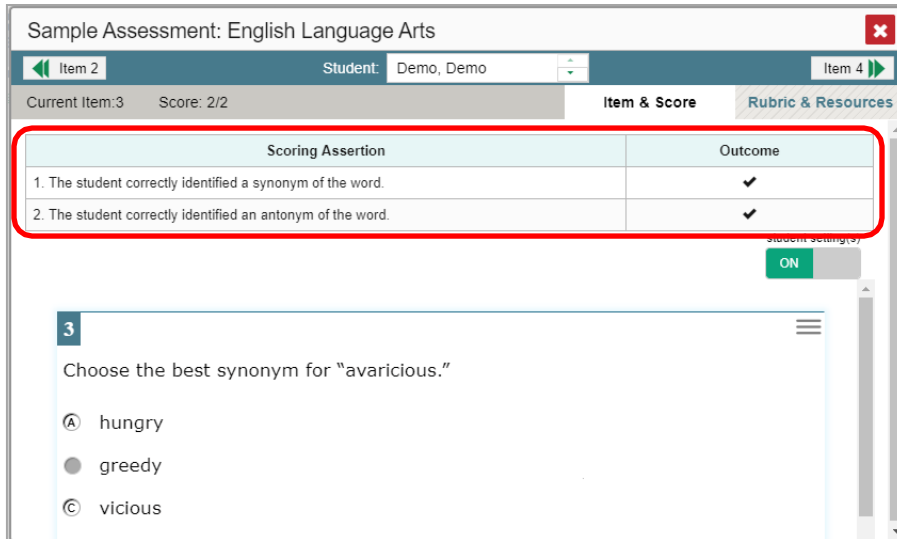 Sample Assessment: English Language Arts
Item 2
Student: Demo, Demo
Item 4
Current Item:3 Score: 2/2 Item & Score Rubric & Resources
Scoring Assertion Outcome
1. The student correctly identified a synonym of the word.
2. The student correctly identified an antonym of the word.
student setting(s)
ON
3
Choose the best synonym for “avaricious.”
A hungry
greedy
C vicious